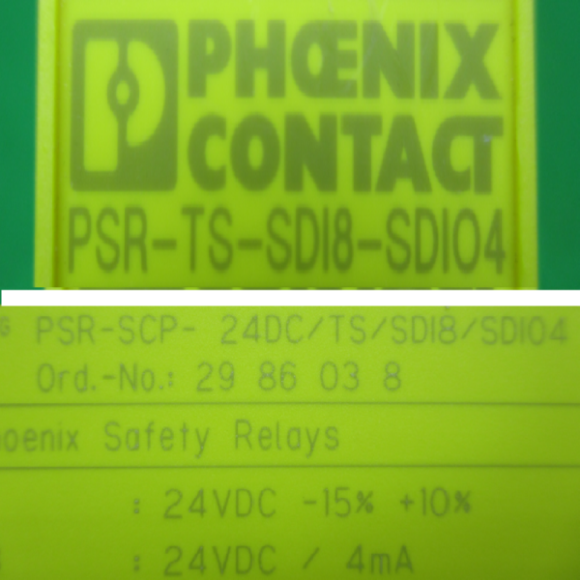 PHŒNIX
CONTACT
PSR-TS-SDI8-SDIO4
PSR-SCP- 24DC/TS/SDI8/SDIO4
Ord.-No.: 29 86 03 8
oenix Safety Relays
: 24VDC -15% +10%
: 24VDC / 4mA